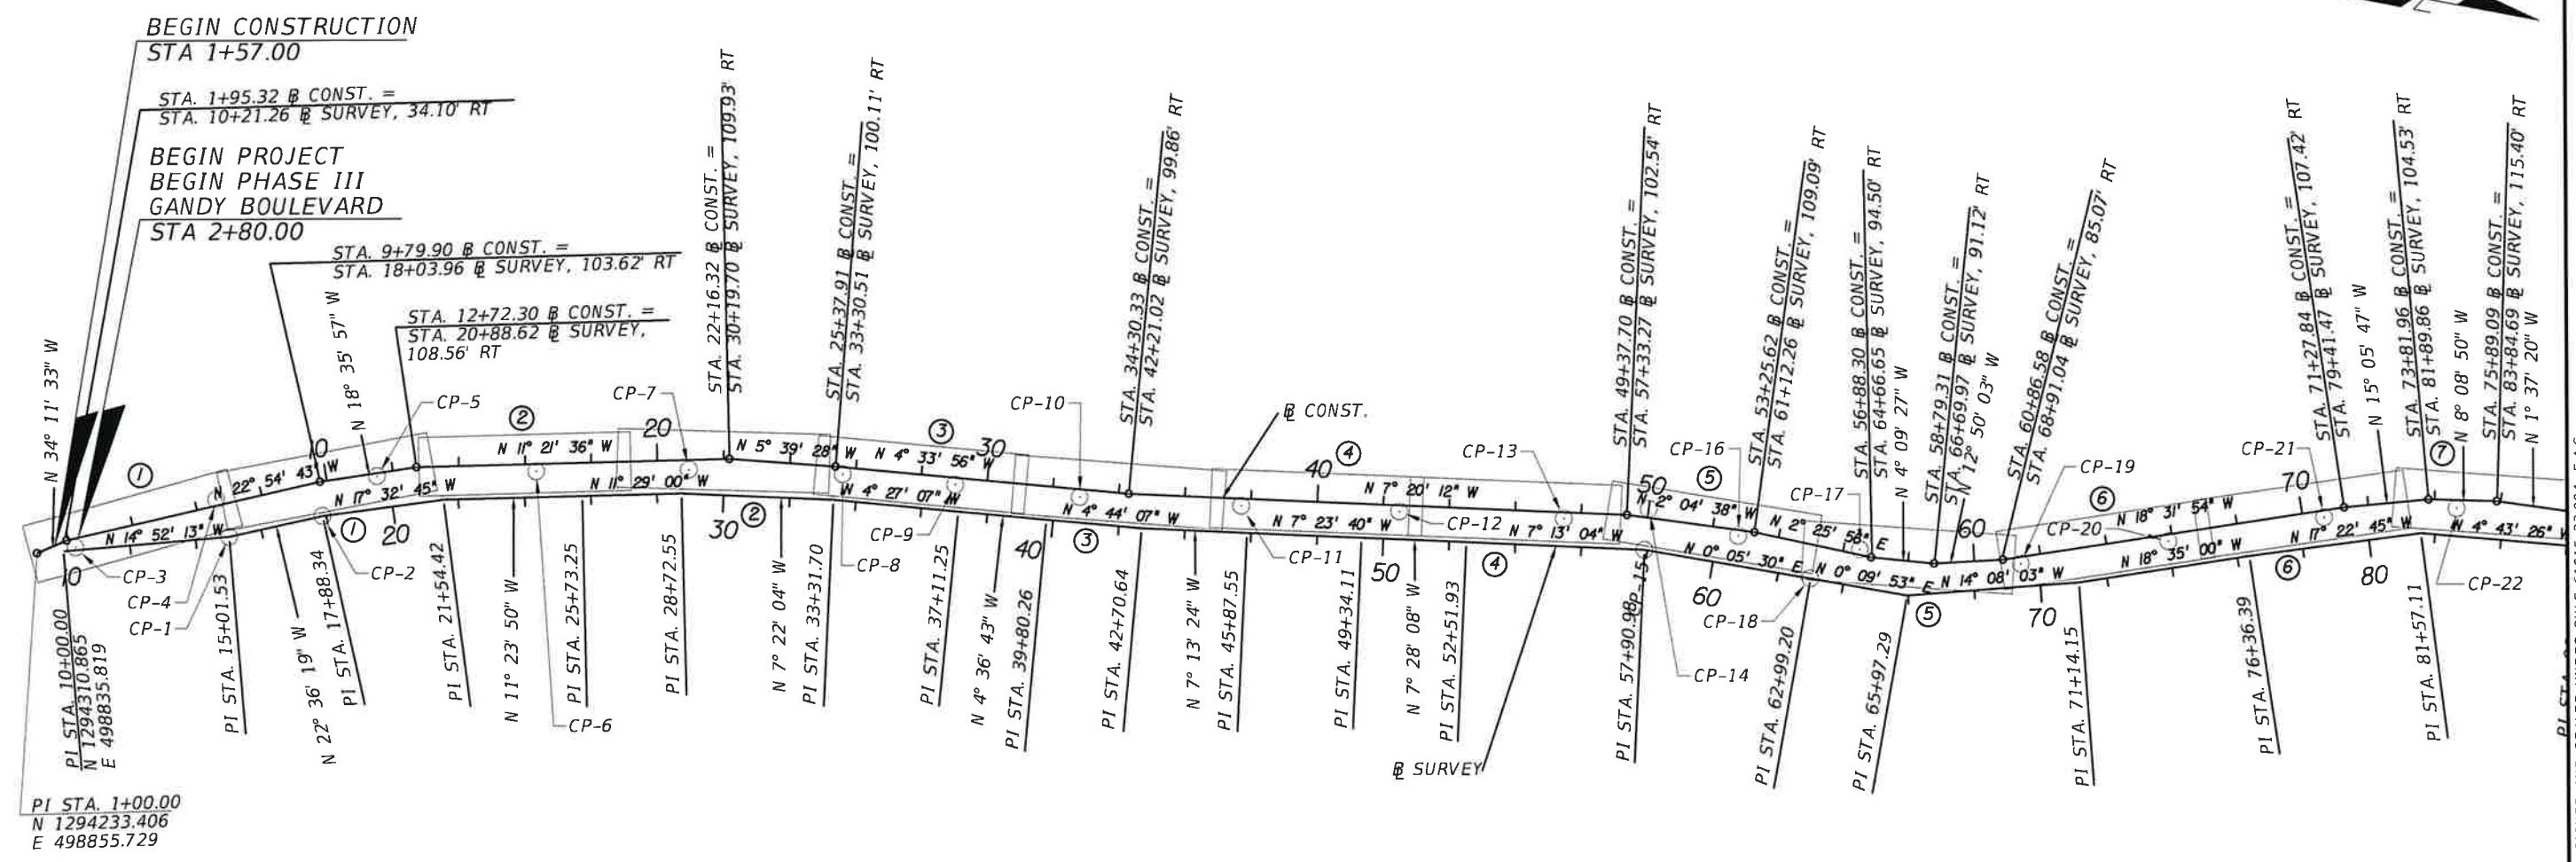 BEGIN CONSTRUCTION
STA 1+57.00
STA. 1+95.32 ℄ CONST. =
STA. 10+21.26 ℄ SURVEY, 34.10' RT
BEGIN PROJECT
BEGIN PHASE III
GANDY BOULEVARD
STA 2+80.00
STA. 9+79.90 ℄ CONST. =
STA. 18+03.96 ℄ SURVEY, 103.62' RT
STA. 12+72.30 ℄ CONST. =
STA. 20+88.62 ℄ SURVEY,
108.56' RT
N 34° 11' 33" W
N 18° 35' 57" W
STA. 22+16.32 ℄ CONST. =
STA. 30+19.70 ℄ SURVEY, 109.93' RT
STA. 25+37.91 ℄ CONST. =
STA. 33+30.51 ℄ SURVEY, 100.11' RT
STA. 34+30.33 ℄ CONST. =
STA. 42+21.02 ℄ SURVEY, 99.86' RT
STA. 49+37.70 ℄ CONST. =
STA. 57+33.27 ℄ SURVEY, 102.54' RT
STA. 53+25.62 ℄ CONST. =
STA. 61+12.26 ℄ SURVEY, 109.09' RT
STA. 56+88.30 ℄ CONST. =
STA. 64+66.65 ℄ SURVEY, 94.50' RT
N 4° 09' 27" W
STA. 58+79.31 ℄ CONST. =
STA. 66+69.97 ℄ SURVEY, 91.12' RT
N 12° 50' 03" W
STA. 60+86.58 ℄ CONST. =
STA. 68+91.04 ℄ SURVEY, 85.07' RT
STA. 71+27.84 ℄ CONST. =
STA. 79+41.47 ℄ SURVEY, 107.42' RT
N 15° 05' 47" W
STA. 73+81.96 ℄ CONST. =
STA. 81+89.86 ℄ SURVEY, 104.53' RT
N 8° 08' 50" W
STA. 75+89.09 ℄ CONST. =
STA. 83+84.69 ℄ SURVEY, 115.40' RT
N 1° 37' 20" W
CP-5
CP-7
CP-10
℄ CONST.
CP-13
CP-16
CP-17
CP-19
CP-20
CP-21
1
2
3
4
5
6
7
10
20
30
40
50
60
70
N 22° 54' 43" W
N 11° 21' 36" W
N 5° 39' 28" W
N 4° 33' 56" W
N 7° 20' 12" W
N 2° 04' 38" W
N 2° 25' 58" E
N 18° 31' 54" W
N 14° 52' 13" W
N 17° 32' 45" W
N 11° 29' 00" W
N 4° 27' 07" W
N 4° 44' 07" W
N 7° 23' 40" W
N 7° 13' 04" W
N 0° 05' 30" E
N 0° 09' 53" E
N 14° 08' 03" W
N 18° 35' 00" W
N 17° 22' 45" W
N 4° 43' 26" W
1
2
3
4
5
6
10
20
30
40
50
60
70
80
CP-3
CP-4
CP-1
CP-2
CP-6
CP-8
CP-9
CP-11
CP-12
CP-15
CP-14
CP-18
CP-22
℄ SURVEY
PI STA. 10+00.00
N 1294310.865
E 498835.819
PI STA. 15+01.53
N 22° 36' 19" W
PI STA. 17+88.34
PI STA. 21+54.42
N 11° 23' 50" W
PI STA. 25+73.25
PI STA. 28+72.55
N 7° 22' 04" W
PI STA. 33+31.70
PI STA. 37+11.25
N 4° 36' 43" W
PI STA. 39+80.26
PI STA. 42+70.64
N 7° 13' 24" W
PI STA. 45+87.55
PI STA. 49+34.11
N 7° 28' 08" W
PI STA. 52+51.93
PI STA. 57+90.98
PI STA. 62+99.20
PI STA. 65+97.29
PI STA. 71+14.15
PI STA. 76+36.39
PI STA. 81+57.11
PI STA. 1+00.00
N 1294233.406
E 498855.729